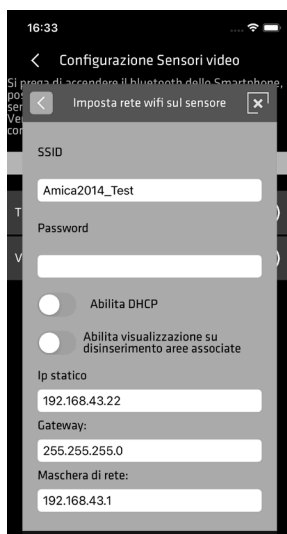 16:33
Configurazione Sensori video
Si prega di accendere il bluetooth dello Smartphone,
Imposta rete wifi sul sensore
SSID
Amica2014_Test
Password
Abilita DHCP
Abilita visualizzazione su
disinserimento aree associate
Ip statico
192.168.43.22
Gateway:
255.255.255.0
Maschera di rete:
192.168.43.1